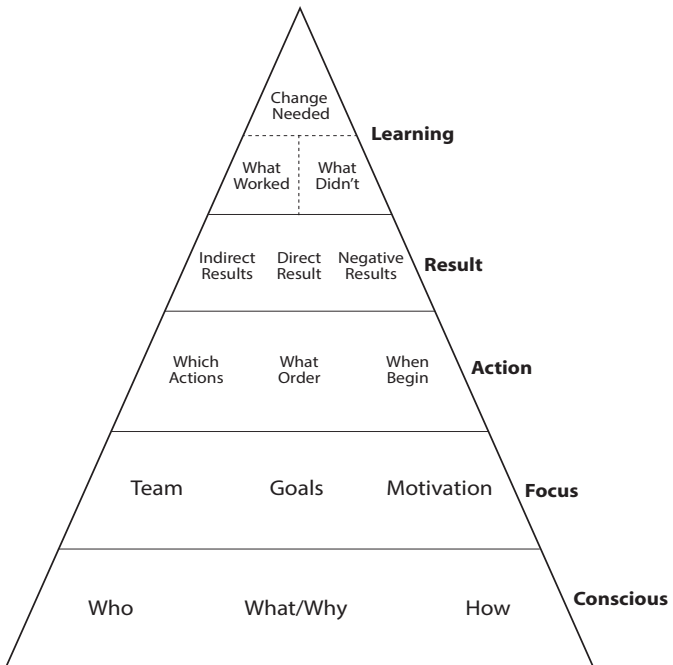 Change
Needed
Learning
What
Worked
What
Didn’t
Indirect
Results
Direct
Result
Negative
Results
Result
Which
Actions
What
Order
When
Begin
Action
Team
Goals
Motivation
Focus
Who
What/Why
How
Conscious